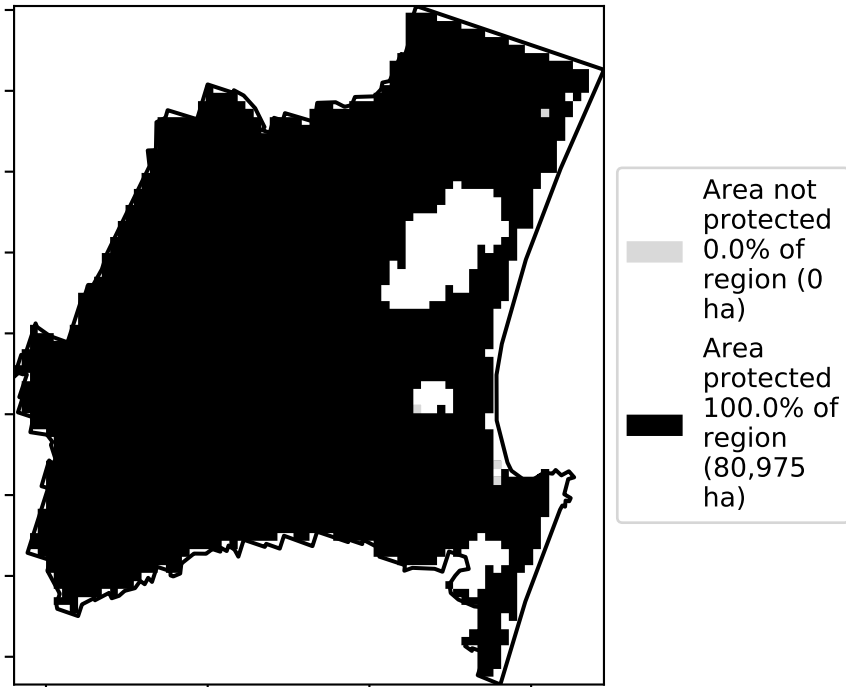 Area not
protected
0.0% of
region (0
ha)
Area
protected
100.0% of
region
(80,975
ha)